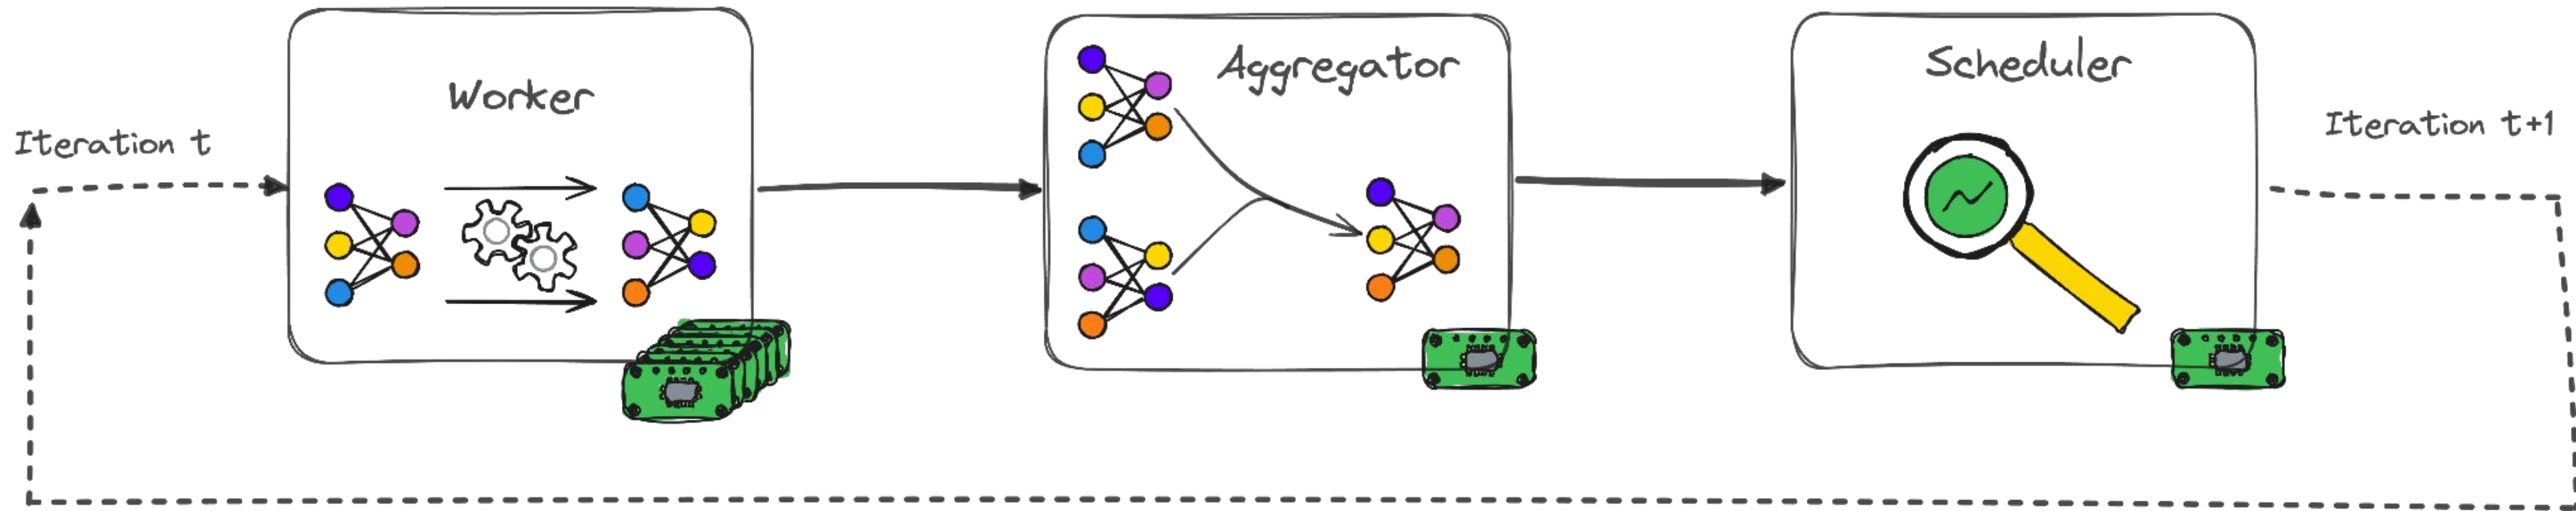 Iteration t
Worker
Aggregator
Scheduler
Iteration t+1